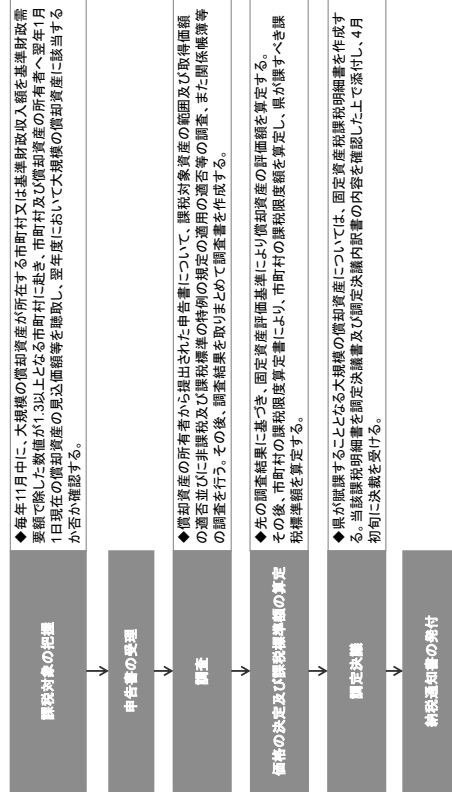 課税対象の把握
◆毎年11月中に、大規模の償却資産が所在する市町村又は基準財政収入額を基準財政需
要額で除した数値が1.3以上となる市町村に赴き、市町村及び償却資産の所有者へ翌年1月
1日現在の償却資産の見込価額等を聴取し、翌年度において大規模の償却資産に該当する
か否か確認する。
申告書の受理
調査
◆償却資産の所有者から提出された申告書について、課税対象資産の範囲及び取得価額
の適否並びに非課税及び課税標準の特例の規定の適用の適否等の調査、また関係帳簿等
の調査を行う。その後、調査結果を取りまとめて調査書を作成する。
価格の決定及び課税標準額の算定
◆先の調査結果に基づき、固定資産評価基準により償却資産の評価額を算定する。
その後、市町村の課税限度算定書により、市町村の課税限度額を算定し、県が課すべき課
税標準額を算定する。
調定決議
◆県が賦課することとなる大規模の償却資産については、固定資産税課税明細書を作成す
る。当該課税明細書を調定決議書及び調定決議内訳書の内容を確認した上で添付し、4月
初旬に決裁を受ける。
納税通知書の発付